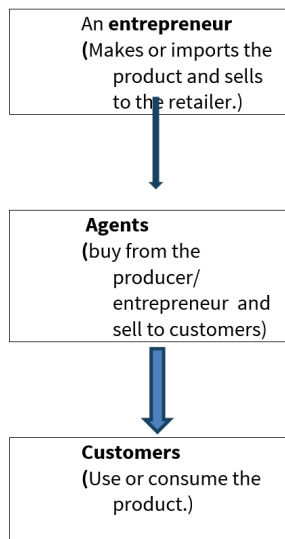 An entrepreneur
(Makes or imports the
product and sells
to the retailer.)
Agents
(buy from the
producer/
entrepreneur and
sell to customers)
Customers
(Use or consume the
product.)